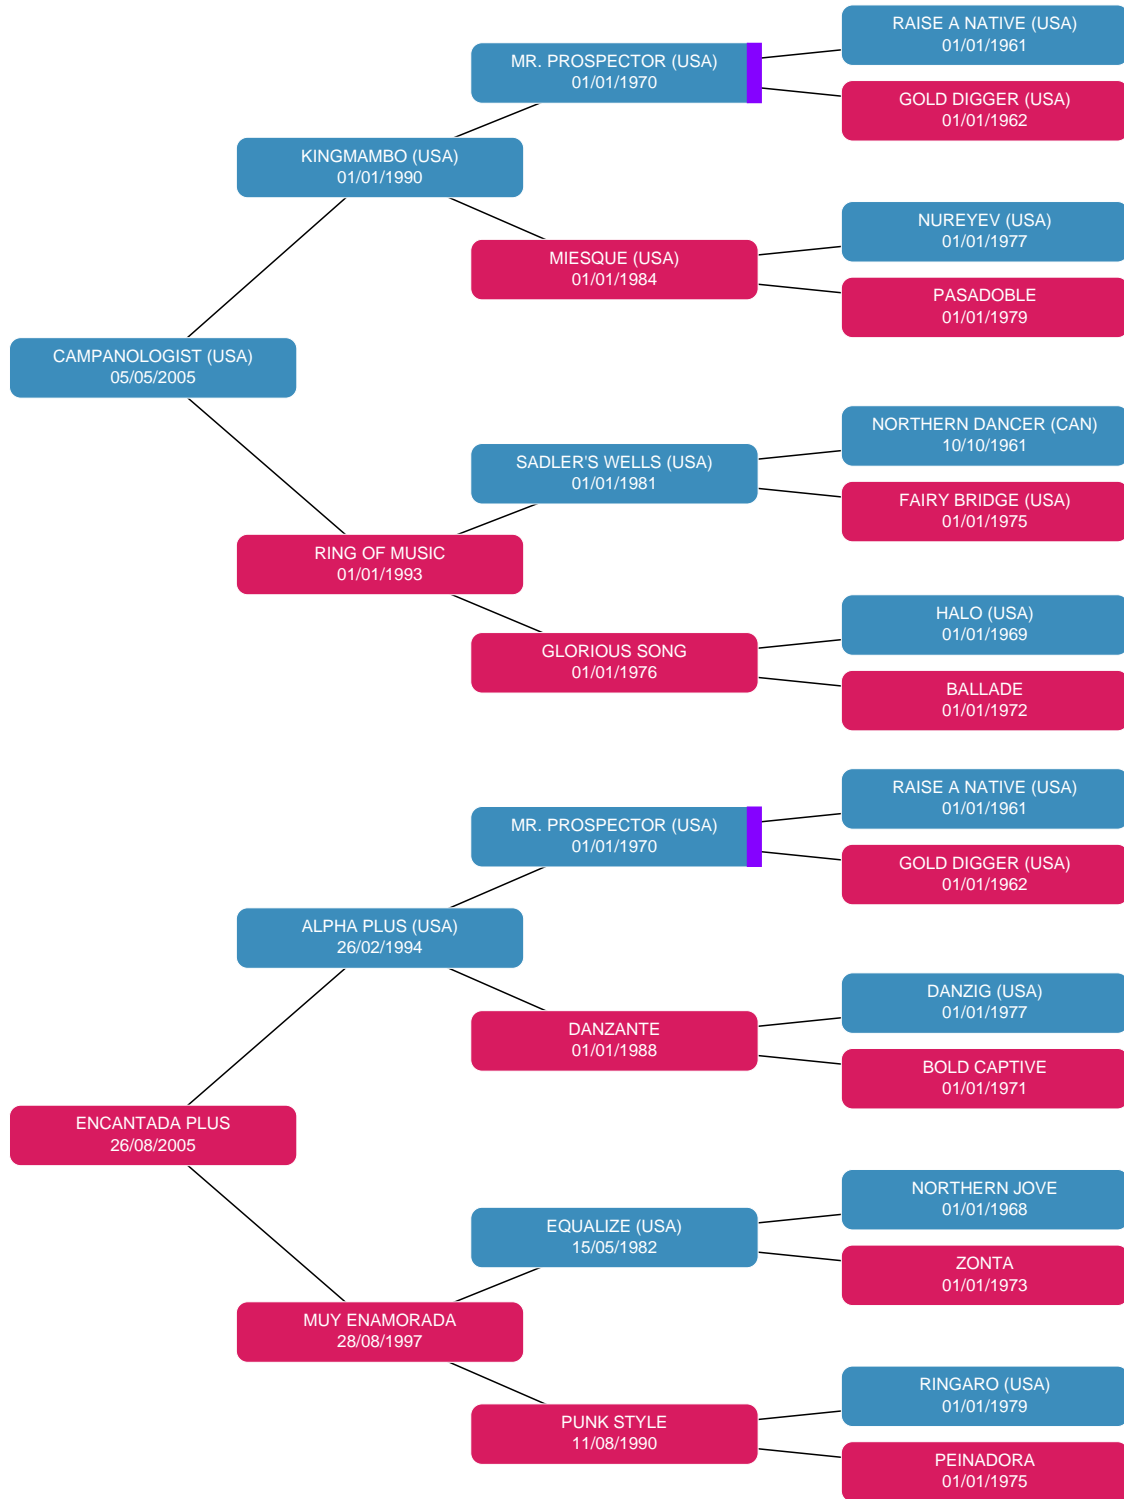 RAISE A NATIVE (USA)
01/01/1961
MR. PROSPECTOR (USA)
01/01/1970
GOLD DIGGER (USA)
01/01/1962
KINGMAMBO (USA)
01/01/1990
NUREYEV (USA)
01/01/1977
MIESQUE (USA)
01/01/1984
PASADOBLE
01/01/1979
CAMPANOLOGIST (USA)
05/05/2005
NORTHERN DANCER (CAN)
10/10/1961
SADLER'S WELLS (USA)
01/01/1981
FAIRY BRIDGE (USA)
01/01/1975
RING OF MUSIC
01/01/1993
HALO (USA)
01/01/1969
GLORIOUS SONG
01/01/1976
BALLADE
01/01/1972
RAISE A NATIVE (USA)
01/01/1961
MR. PROSPECTOR (USA)
01/01/1970
GOLD DIGGER (USA)
01/01/1962
ALPHA PLUS (USA)
26/02/1994
DANZIG (USA)
01/01/1977
DANZANTE
01/01/1988
BOLD CAPTIVE
01/01/1971
ENCANTADA PLUS
26/08/2005
NORTHERN JOVE
01/01/1968
EQUALIZE (USA)
15/05/1982
ZONTA
01/01/1973
MUY ENAMORADA
28/08/1997
RINGARO (USA)
01/01/1979
PUNK STYLE
11/08/1990
PEINADORA
01/01/1975